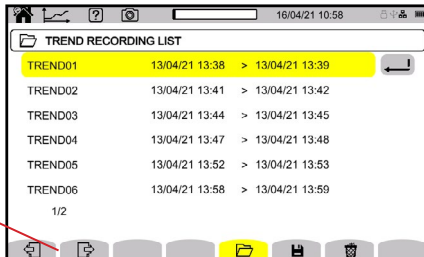 16/04/21 10:58
TREND RECORDING LIST
TREND01 13/04/21 13:38 > 13/04/21 13:39
TREND02 13/04/21 13:41 > 13/04/21 13:42
TREND03 13/04/21 13:44 > 13/04/21 13:45
TREND04 13/04/21 13:47 > 13/04/21 13:48
TREND05 13/04/21 13:52 > 13/04/21 13:53
TREND06 13/04/21 13:58 > 13/04/21 13:59
1/2